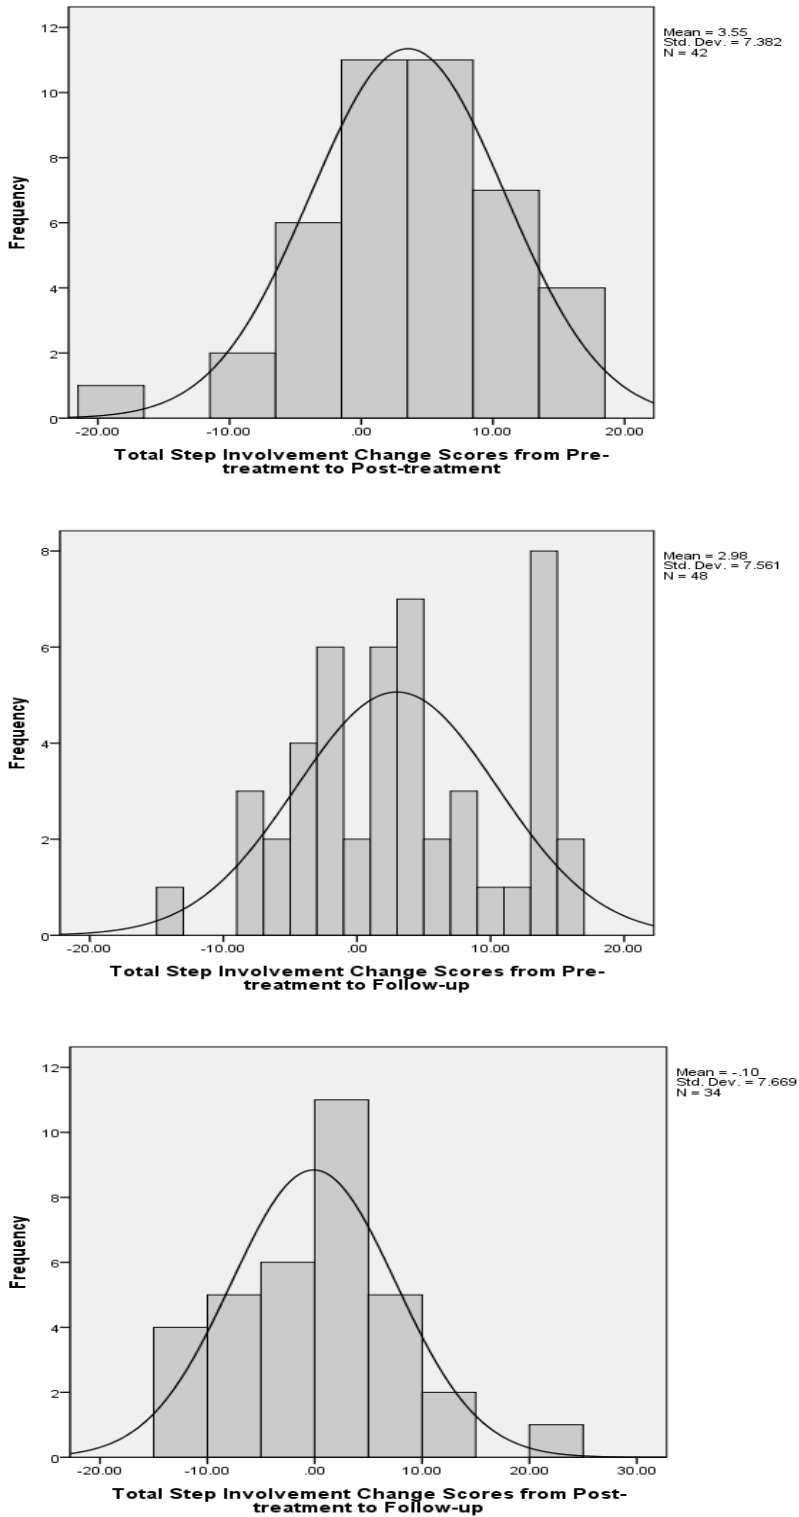 12
10
8
6
4
2
0
Frequency
-20.00 -10.00 .00 10.00 20.00
Total Step Involvement Change Scores from Pre-
treatment to Post-treatment
Mean = 3.55
Std. Dev. = 7.382
N = 42
8
6
4
2
0
Frequency
-20.00 -10.00 .00 10.00 20.00
Total Step Involvement Change Scores from Pre-
treatment to Follow-up
Mean = 2.98
Std. Dev. = 7.561
N = 48
12
10
8
6
4
2
0
Frequency
-20.00 -10.00 .00 10.00 20.00 30.00
Total Step Involvement Change Scores from Post-
treatment to Follow-up
Mean = -.10
Std. Dev. = 7.669
N = 34